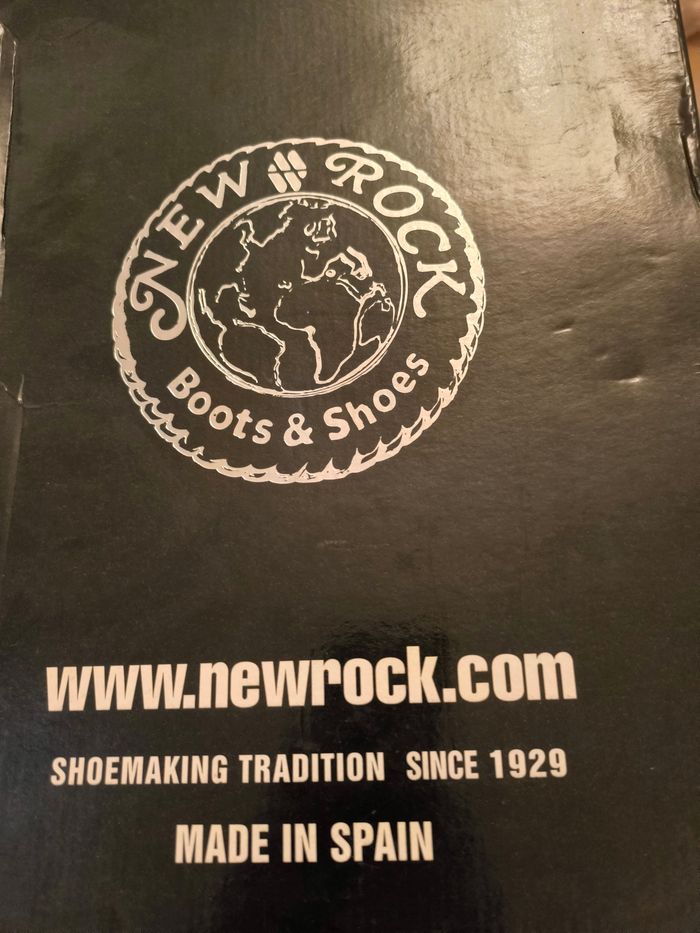 NEW ROCK
Boots & Shoes
www.newrock.com
SHOEMAKING TRADITION SINCE 1929
MADE IN SPAIN